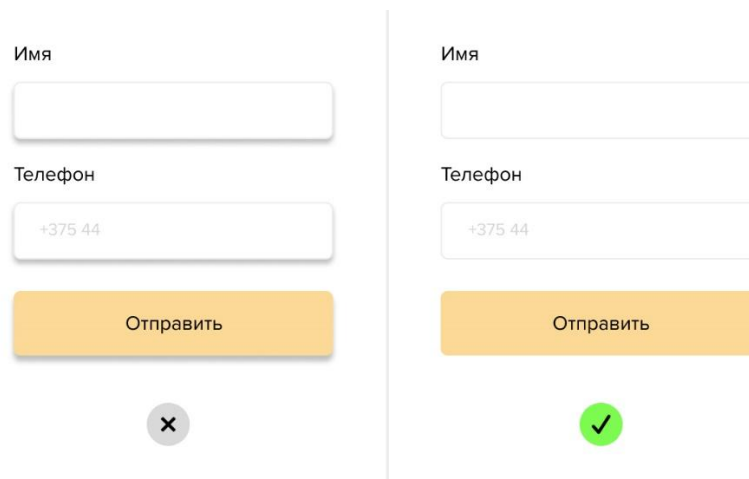 Имя
Телефон
+375 44
Отправить
Имя
Телефон
+375 44
Отправить